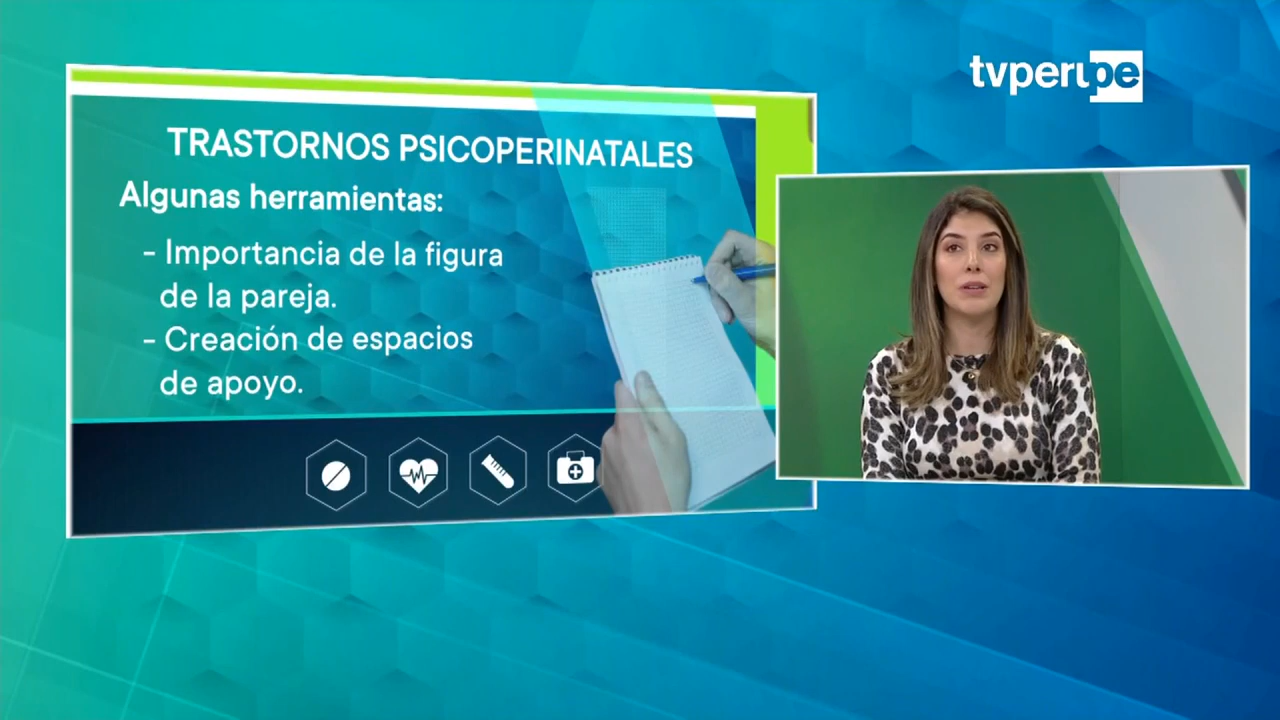 tvperu.pe
TRASTORNOS PSICOPERINATALES
Algunas herramientas:
- Importancia de la figura
de la pareja.
- Creación de espacios
de apoyo.